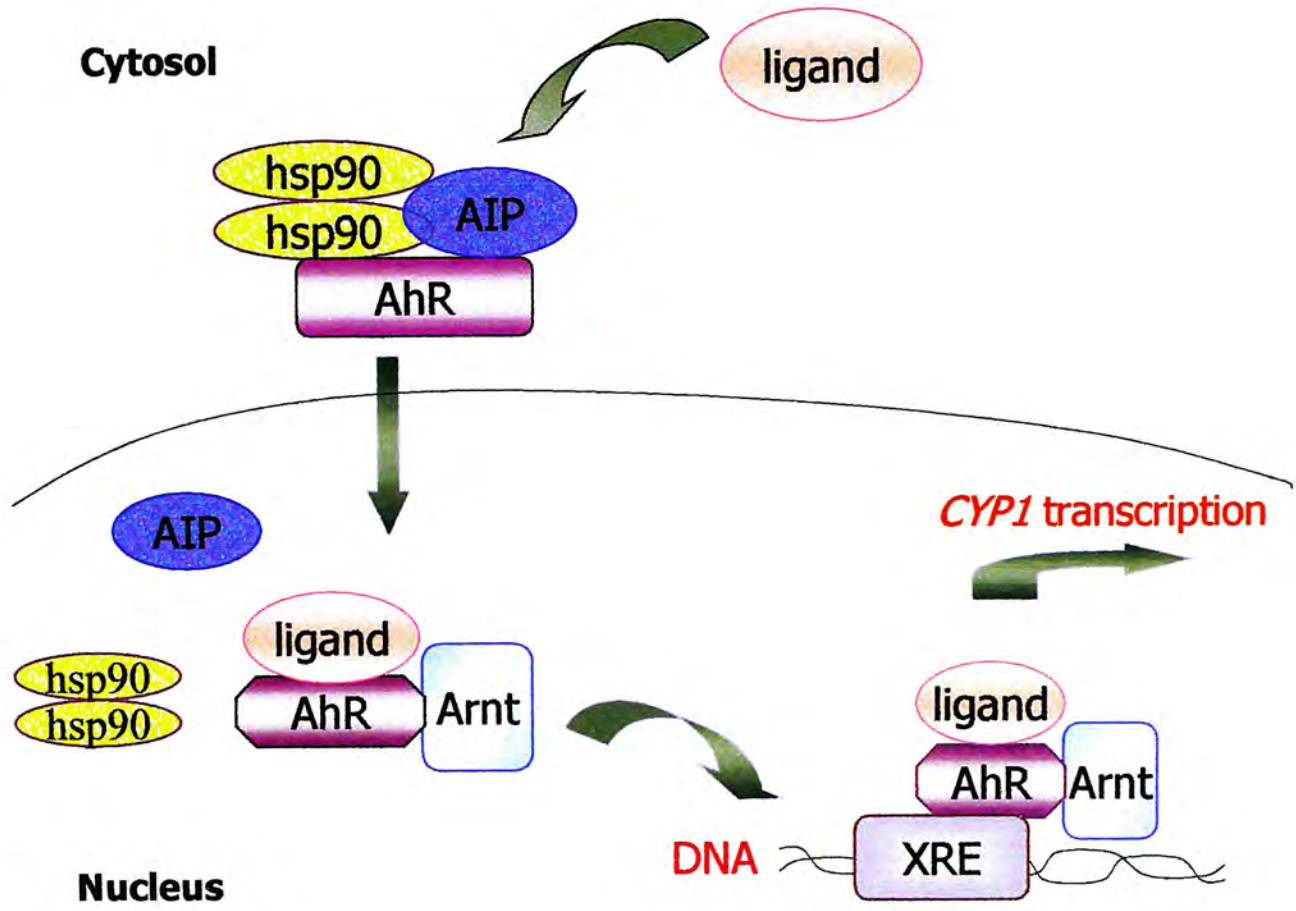 Cytosol
ligand
hsp90
hsp90
AIP
AhR
AIP
CYP1 transcription
ligand
hsp90
hsp90
AhR
Arnt
ligand
AhR
Arnt
DNA
XRE
Nucleus